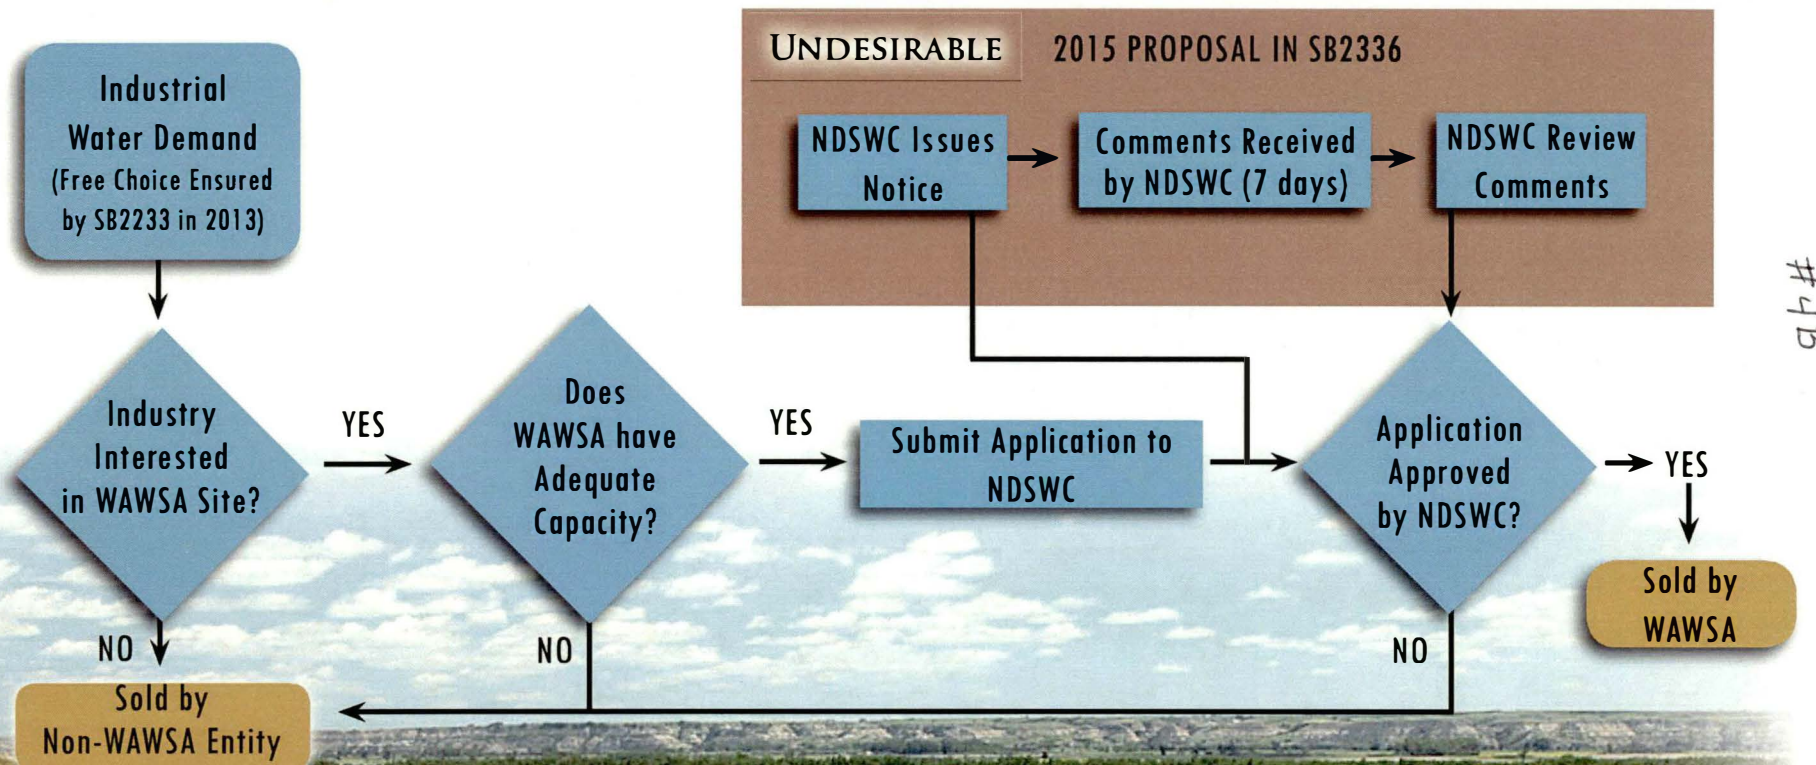 UNDESIRABLE
2015 PROPOSAL IN SB2336
NDSWC Issues
Notice
Comments Received
by NDSWC (7 days)
NDSWC Review
Comments
Industrial
Water Demand
(Free Choice Ensured
by SB2233 in 2013)
Industry
Interested
in WAWSA Site?
YES
Does
WAWSA have
Adequate
Capacity?
YES
Submit Application to
NDSWC
Application
Approved
by NDSWC?
YES
Sold by
WAWSA
NO
NO
NO
Sold by
Non-WAWSA Entity
#4B